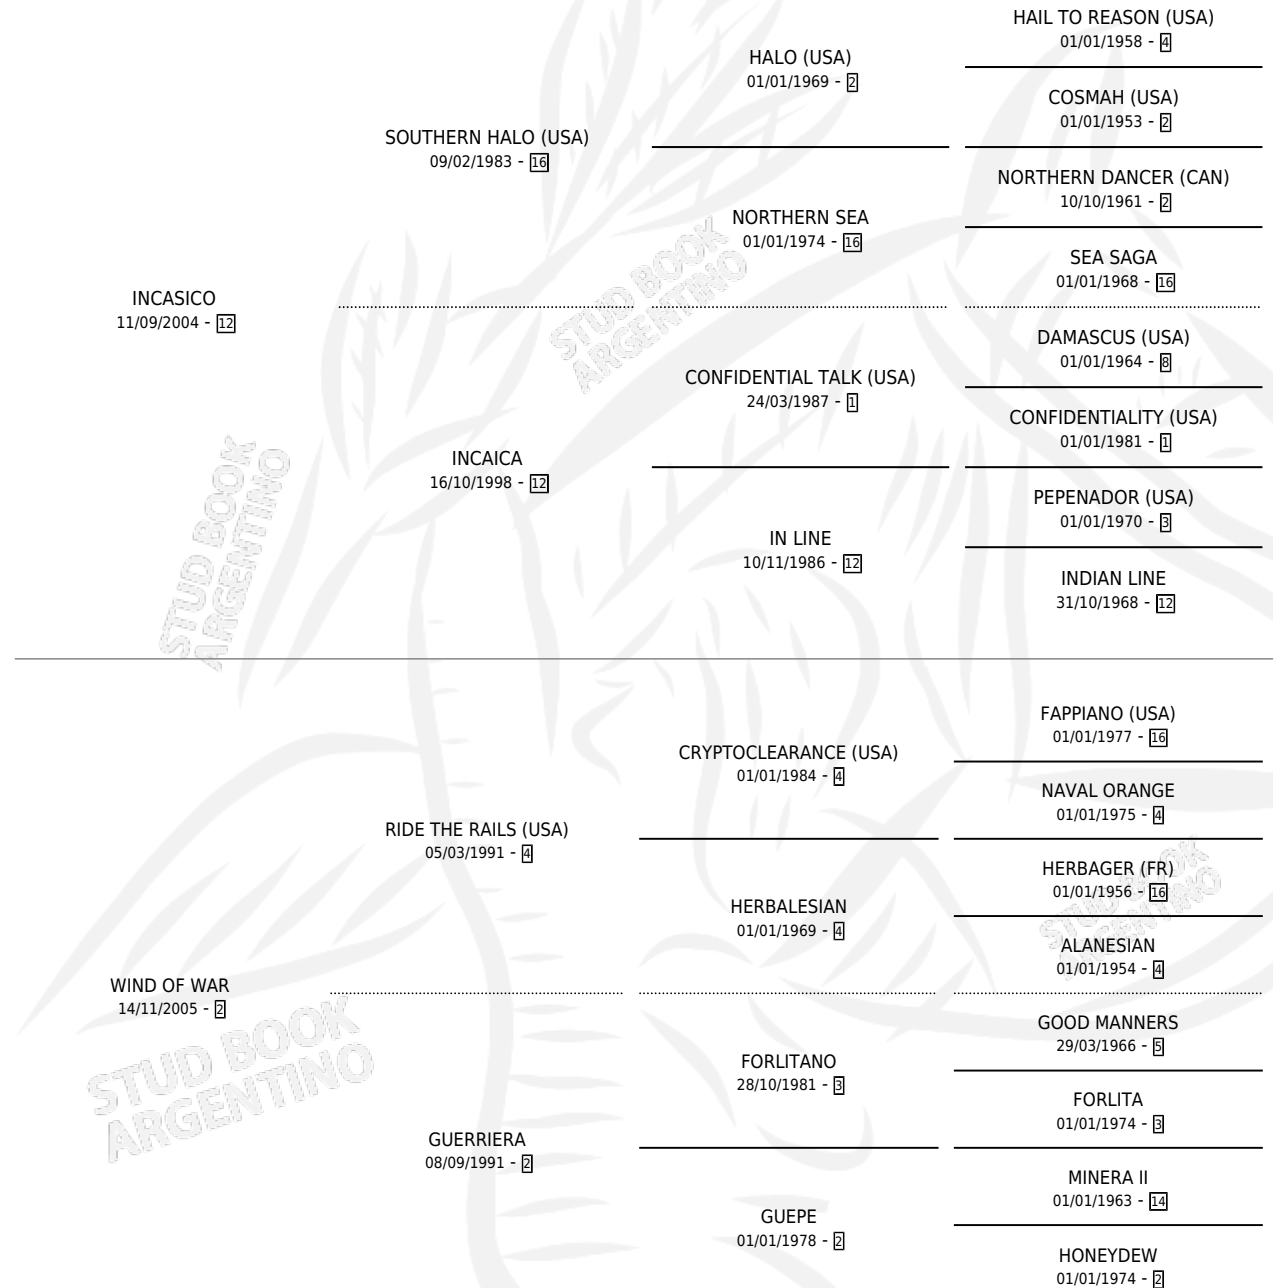 HAIL TO REASON (USA)
01/01/1958 - 4
HALO (USA)
01/01/1969 - 2
COSMAH (USA)
01/01/1953 - 2
SOUTHERN HALO (USA)
09/02/1983 - 16
NORTHERN DANCER (CAN)
10/10/1961 - 2
NORTHERN SEA
01/01/1974 - 16
SEA SAGA
01/01/1968 - 16
INCASICO
11/09/2004 - 12
DAMASCUS (USA)
01/01/1964 - 8
CONFIDENTIAL TALK (USA)
24/03/1987 - 1
CONFIDENTIALITY (USA)
01/01/1981 - 1
INCAICA
16/10/1998 - 12
PEPENADOR (USA)
01/01/1970 - 3
IN LINE
10/11/1986 - 12
INDIAN LINE
31/10/1968 - 12
FAPPIANO (USA)
01/01/1977 - 16
CRYPTOCLEARANCE (USA)
01/01/1984 - 4
NAVAL ORANGE
01/01/1975 - 4
RIDE THE RAILS (USA)
05/03/1991 - 4
HERBAGER (FR)
01/01/1956 - 16
HERBALESIAN
01/01/1969 - 4
ALANESIAN
01/01/1954 - 4
WIND OF WAR
14/11/2005 - 2
GOOD MANNERS
29/03/1966 - 5
FORLITANO
28/10/1981 - 3
FORLITA
01/01/1974 - 3
GUERRIERA
08/09/1991 - 2
MINERA II
01/01/1963 - 14
GUEPE
01/01/1978 - 2
HONEYDEW
01/01/1974 - 2
STUD BOOK
ARGENTINO
STUD BOOK
ARGENTINO
STUD BOOK
ARGENTINO
STUD BOOK
ARGENTINO